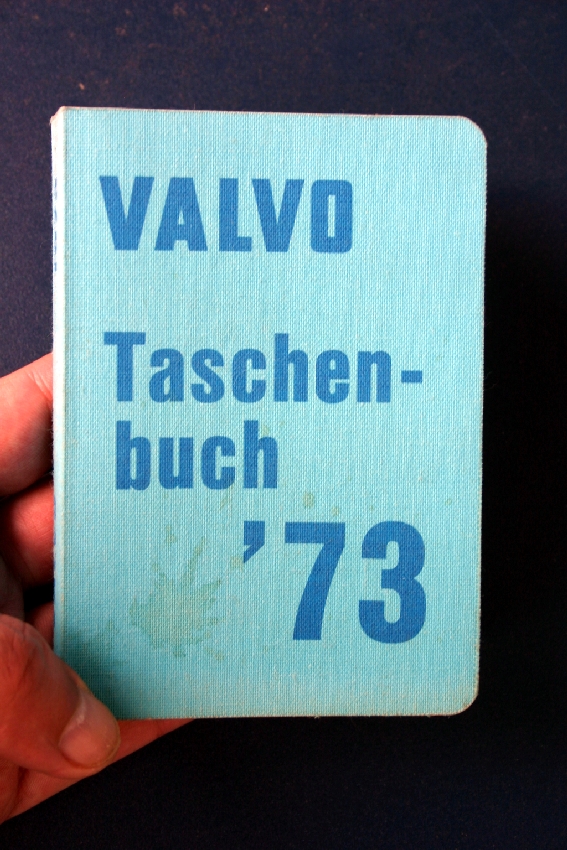 VALVO
Taschen-
buch
’73